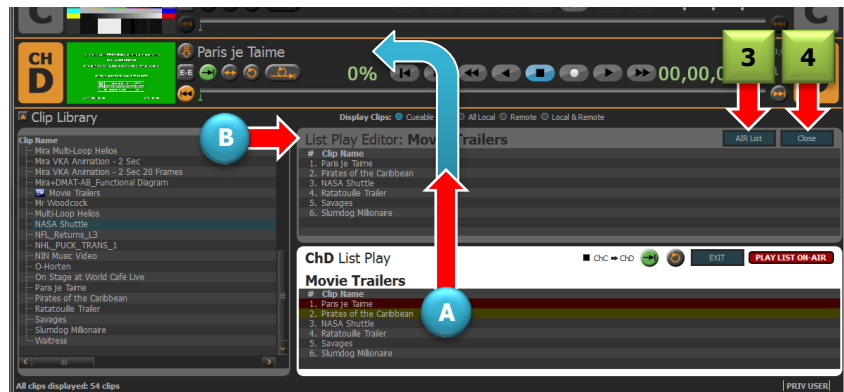 C
C
CH
D
Paris je Taime
E-E
0%
00,00,0
3
4
Clip Library
Display Clips: Cueable All Local Remote Local & Remote
B
List Play Editor: Movie Trailers
AIR List
Close
Clip Name
Mira Multi-Loop Helios
Mira VKA Animation - 2 Sec
Mira VKA Animation - 2 Sec 20 Frames
Mira+DMAT-AB_Functional Diagram
Movie Trailers
Mr Woodcock
Multi-Loop Helios
NASA Shuttle
NFL_Returns_L3
NHL_PUCK_TRANS_1
NIN Music Video
O-Horten
On Stage at World Cafe Live
Paris je Taime
Pirates of the Caribbean
Ratatouille Trailer
Savages
Slumdog Millionaire
Waitress
# Clip Name
1. Paris je Taime
2. Pirates of the Caribbean
3. NASA Shuttle
4. Ratatouille Trailer
5. Savages
6. Slumdog Millionaire
ChD List Play
ChC ChD
EXIT
PLAY LIST ON-AIR
Movie Trailers
# Clip Name
1. Paris je Taime
2. Pirates of the Caribbean
3. NASA Shuttle
4. Ratatouille Trailer
5. Savages
6. Slumdog Millionaire
A
All clips displayed: 54 clips
PRIV USER